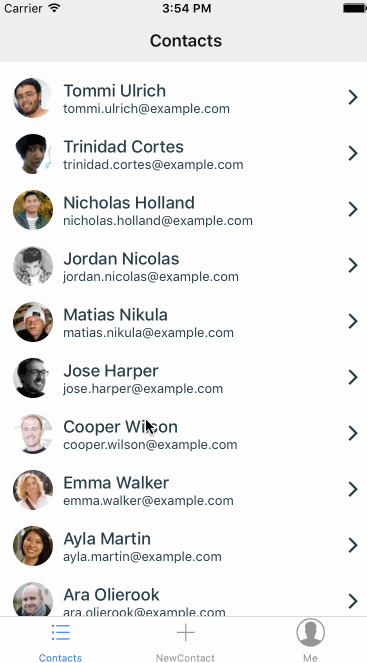 Carrier 3:54 PM
Contacts
Tommi Ulrich
tommi.ulrich@example.com
Trinidad Cortes
trinidad.cortes@example.com
Nicholas Holland
nicholas.holland@example.com
Jordan Nicolas
jordan.nicolas@example.com
Matias Nikula
matias.nikula@example.com
Jose Harper
jose.harper@example.com
Cooper Wilson
cooper.wilson@example.com
Emma Walker
emma.walker@example.com
Ayla Martin
ayla.martin@example.com
Ara Olierook
ara.olierook@example.com
Contacts NewContact Me